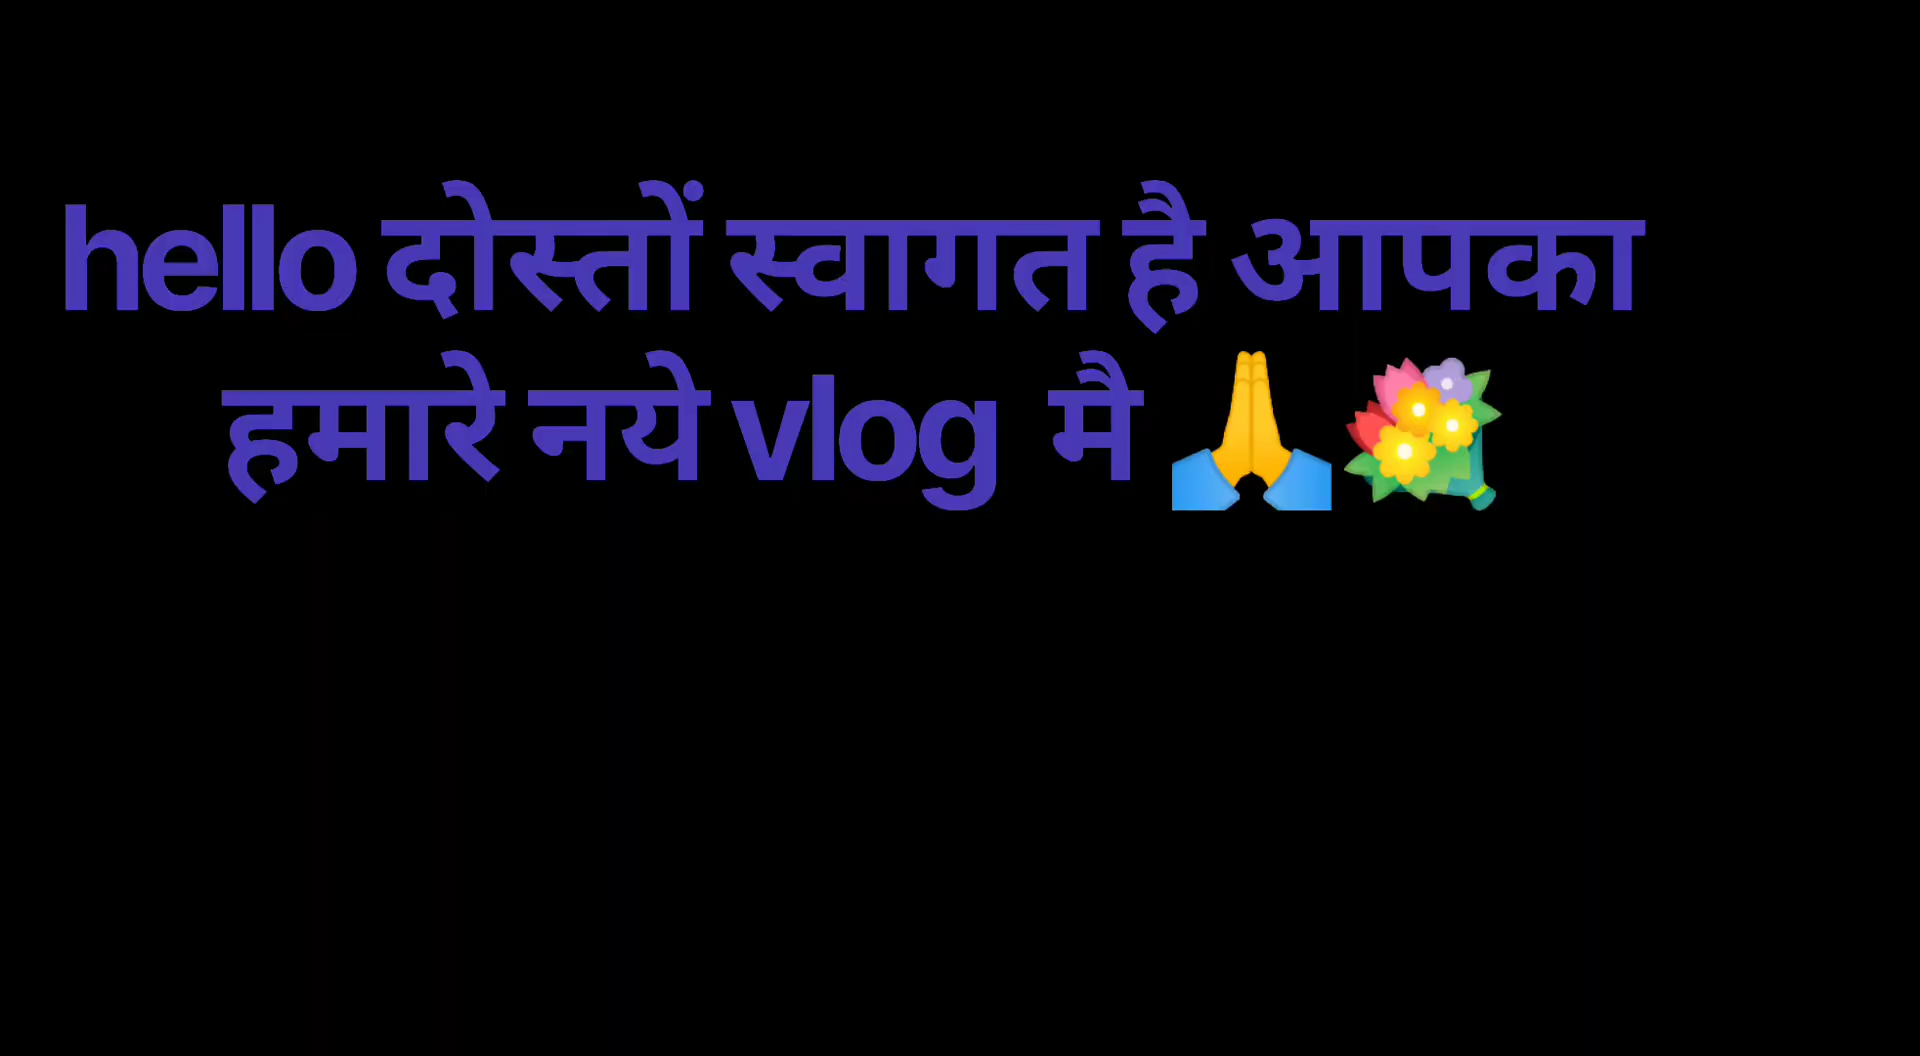 hello दोस्तों स्वागत है आपका
हमारे नये vlog मै 🙏💐